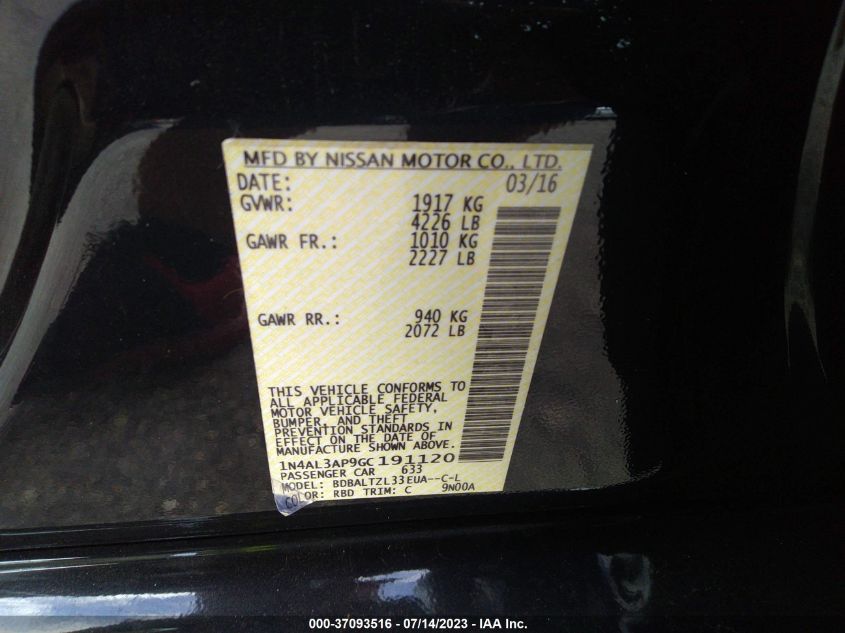 MFD BY NISSAN MOTOR CO., LTD.
DATE: 03/16
GVWR: 1917 KG
4226 LB
GAWR FR.: 1010 KG
2227 LB
GAWR RR.: 940 KG
2072 LB
THIS VEHICLE CONFORMS TO
ALL APPLICABLE FEDERAL
MOTOR VEHICLE SAFETY,
BUMPER, AND THEFT
PREVENTION STANDARDS IN
EFFECT ON THE DATE OF
MANUFACTURE SHOWN ABOVE.
1N4AL3AP9GC191120
PASSENGER CAR 633
MODEL: BDBALTZL33EUA--C-L
COLOR: RBD TRIM: C 9N00A
000-37093516 - 07/14/2023 - IAA Inc.